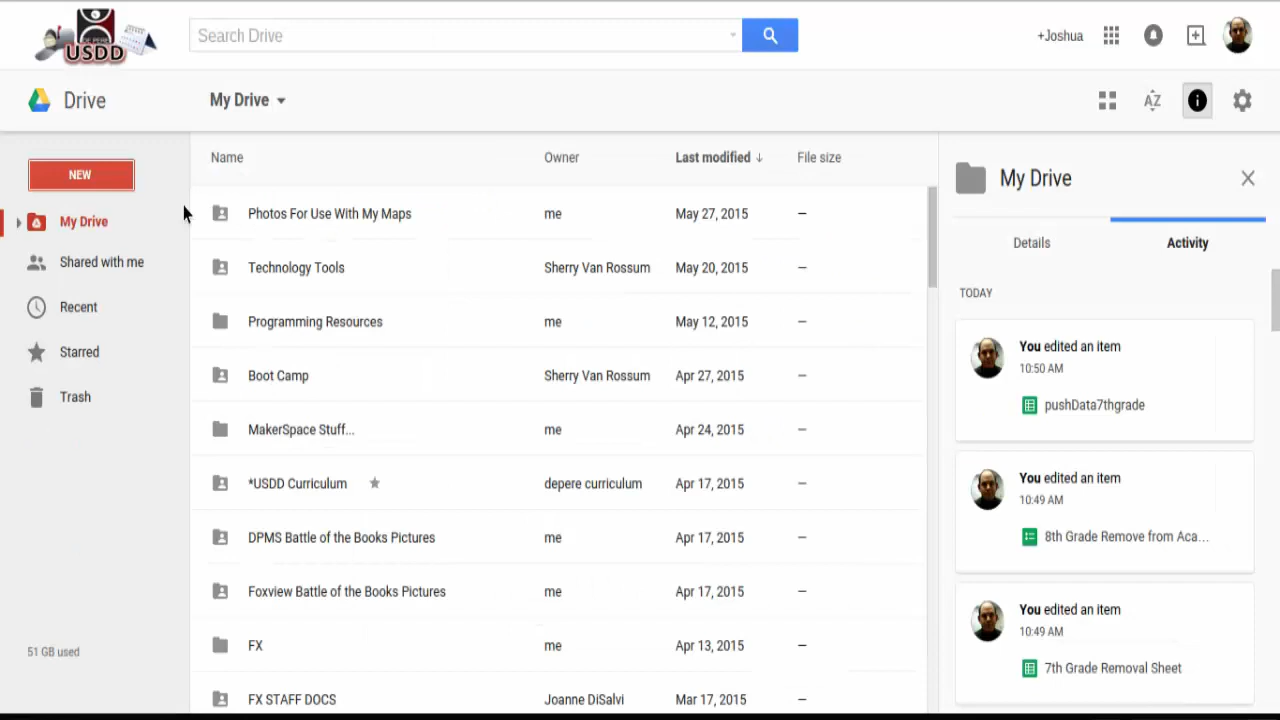 USDD
Search Drive
+Joshua
Drive
My Drive
AZ
NEW
My Drive
Shared with me
Recent
Starred
Trash
51 GB used
Name Owner Last modified ↓ File size
Photos For Use With My Maps me May 27, 2015 –
Technology Tools Sherry Van Rossum May 20, 2015 –
Programming Resources me May 12, 2015 –
Boot Camp Sherry Van Rossum Apr 27, 2015 –
MakerSpace Stuff... me Apr 24, 2015 –
*USDD Curriculum depere curriculum Apr 17, 2015 –
DPMS Battle of the Books Pictures me Apr 17, 2015 –
Foxview Battle of the Books Pictures me Apr 17, 2015 –
FX me Apr 13, 2015 –
FX STAFF DOCS Joanne DiSalvi Mar 17, 2015 –
My Drive
Details Activity
TODAY
You edited an item
10:50 AM
pushData7thgrade
You edited an item
10:49 AM
8th Grade Remove from Aca...
You edited an item
10:49 AM
7th Grade Removal Sheet